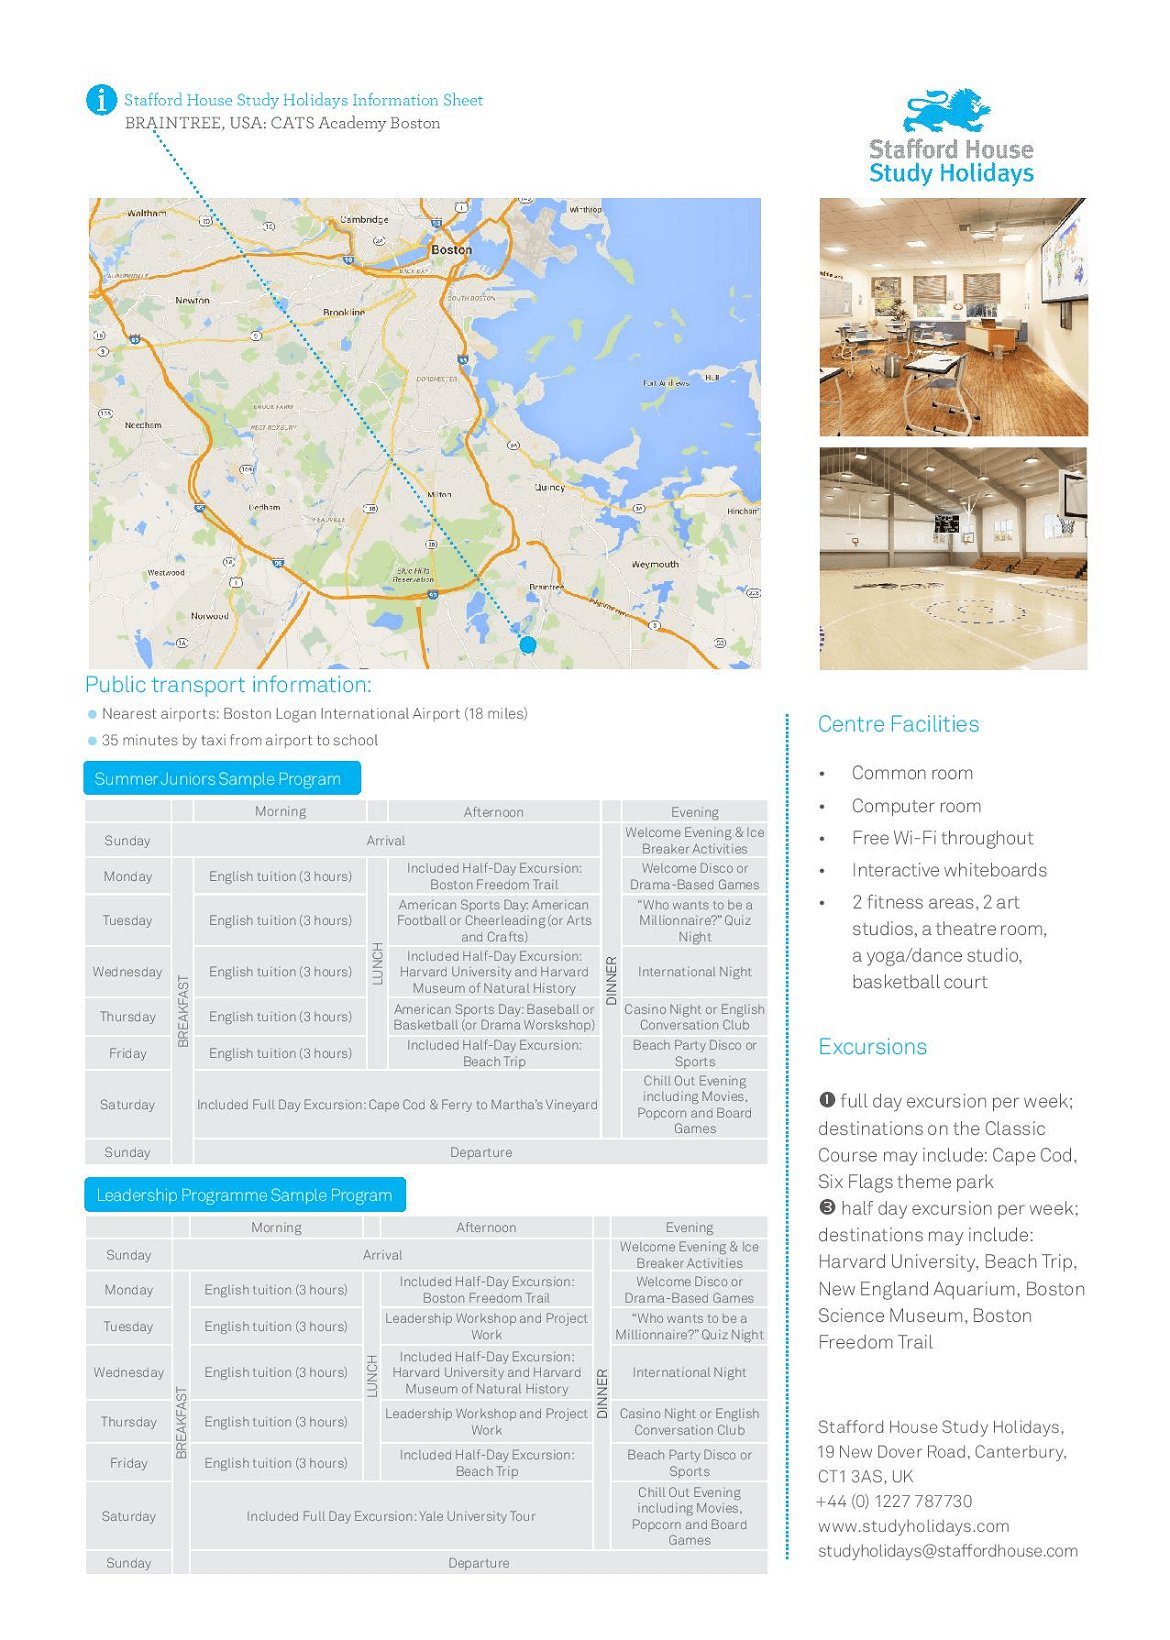 i Stafford House Study Holidays Information Sheet
BRAINTREE, USA: CATS Academy Boston
Stafford House
Study Holidays
Waltham
Cambridge
Winthrop
Boston
BACK BAY
AUBURNDALE
Newton
SOUTH BOSTON
Brookline
Fort Andrews
Hull
DORCHESTER
Needham
WEST ROXBURY
Milton
Quincy
Dedham
READVILLE
Hingham
Westwood
Blue Hills
Reservation
Weymouth
Braintree
Norwood
Public transport information:
Nearest airports: Boston Logan International Airport (18 miles)
35 minutes by taxi from airport to school
Summer Juniors Sample Program
Morning Afternoon Evening
Sunday Arrival Welcome Evening & Ice
Breaker Activities
Monday English tuition (3 hours) Included Half-Day Excursion:
Boston Freedom Trail
Welcome Disco or
Drama-Based Games
Tuesday English tuition (3 hours) American Sports Day: American
Football or Cheerleading (or Arts
and Crafts)
"Who wants to be a
Millionnaire?" Quiz
Night
Wednesday English tuition (3 hours) Included Half-Day Excursion:
Harvard University and Harvard
Museum of Natural History
International Night
Thursday English tuition (3 hours) American Sports Day: Baseball or
Basketball (or Drama Worskshop)
Casino Night or English
Conversation Club
Friday English tuition (3 hours) Included Half-Day Excursion:
Beach Trip
Beach Party Disco or
Sports
Saturday Included Full Day Excursion: Cape Cod & Ferry to Martha's Vineyard
Chill Out Evening
including Movies,
Popcorn and Board
Games
Sunday Departure
BREAKFAST
LUNCH
DINNER
Leadership Programme Sample Program
Morning Afternoon Evening
Sunday Arrival Welcome Evening & Ice
Breaker Activities
Monday English tuition (3 hours) Included Half-Day Excursion:
Boston Freedom Trail
Welcome Disco or
Drama-Based Games
Tuesday English tuition (3 hours) Leadership Workshop and Project
Work
"Who wants to be a
Millionnaire?" Quiz Night
Wednesday English tuition (3 hours) Included Half-Day Excursion:
Harvard University and Harvard
Museum of Natural History
International Night
Thursday English tuition (3 hours) Leadership Workshop and Project
Work
Casino Night or English
Conversation Club
Friday English tuition (3 hours) Included Half-Day Excursion:
Beach Trip
Beach Party Disco or
Sports
Saturday Included Full Day Excursion: Yale University Tour
Chill Out Evening
including Movies,
Popcorn and Board
Games
Sunday Departure
BREAKFAST
LUNCH
DINNER
Centre Facilities
• Common room
• Computer room
• Free Wi-Fi throughout
• Interactive whiteboards
• 2 fitness areas, 2 art
studios, a theatre room,
a yoga/dance studio,
basketball court
Excursions
❶ full day excursion per week;
destinations on the Classic
Course may include: Cape Cod,
Six Flags theme park
❸ half day excursion per week;
destinations may include:
Harvard University, Beach Trip,
New England Aquarium, Boston
Science Museum, Boston
Freedom Trail
Stafford House Study Holidays,
19 New Dover Road, Canterbury,
CT1 3AS, UK
+44 (0) 1227 787730
www.studyholidays.com
studyholidays@staffordhouse.com